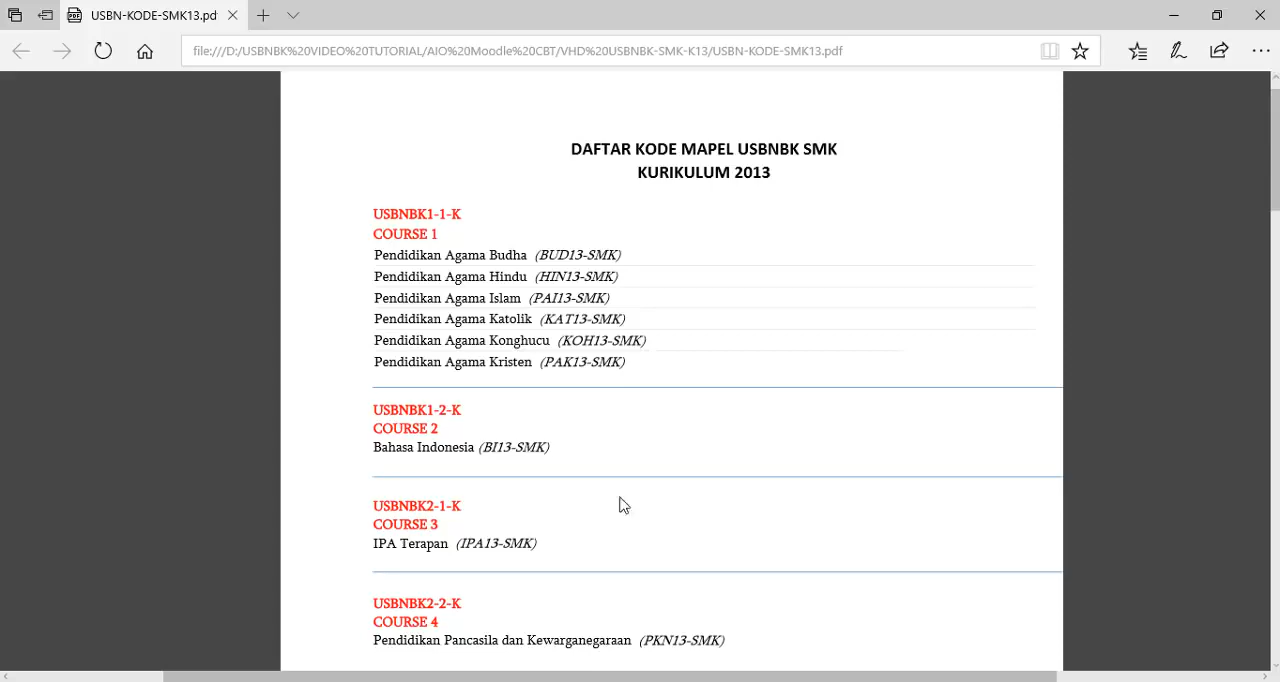 USBN-KODE-SMK13.pdf
file:///D:/USBNBK%20VIDEO%20TUTORIAL/AIO%20Moodle%20CBT/VHD%20USBNBK-SMK-K13/USBN-KODE-SMK13.pdf
DAFTAR KODE MAPEL USBNBK SMK
KURIKULUM 2013
USBNBK1-1-K
COURSE 1
Pendidikan Agama Budha (BUD13-SMK)
Pendidikan Agama Hindu (HIN13-SMK)
Pendidikan Agama Islam (PAI13-SMK)
Pendidikan Agama Katolik (KAT13-SMK)
Pendidikan Agama Konghucu (KOH13-SMK)
Pendidikan Agama Kristen (PAK13-SMK)
USBNBK1-2-K
COURSE 2
Bahasa Indonesia (BI13-SMK)
USBNBK2-1-K
COURSE 3
IPA Terapan (IPA13-SMK)
USBNBK2-2-K
COURSE 4
Pendidikan Pancasila dan Kewarganegaraan (PKN13-SMK)